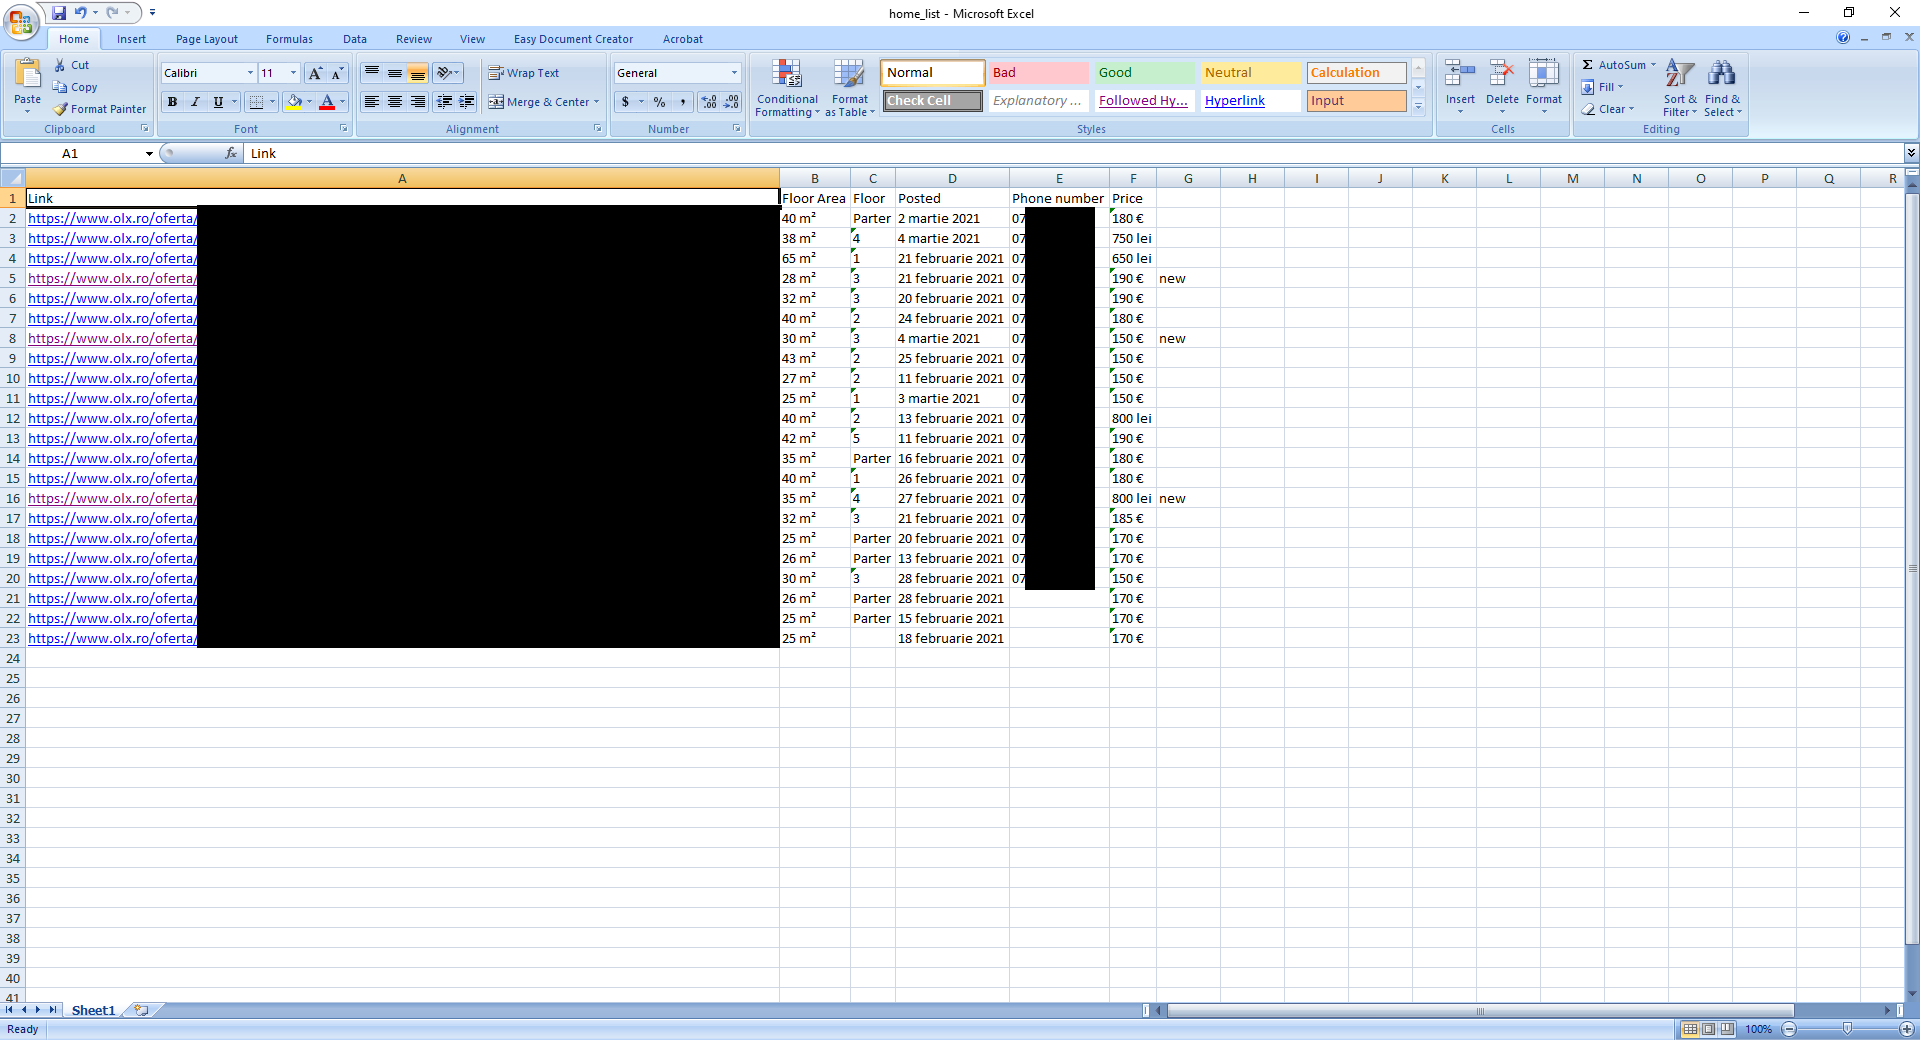 home_list - Microsoft Excel
Home Insert Page Layout Formulas Data Review View Easy Document Creator Acrobat
Paste Cut Copy Format Painter Clipboard
Calibri 11 B I U Font
Wrap Text Merge & Center Alignment
General $ % , Number
Conditional Formatting Format as Table
Normal Bad Good Neutral Calculation
Check Cell Explanatory ... Followed Hy... Hyperlink Input
Styles
Insert Delete Format Cells
Σ AutoSum Fill Clear Sort & Filter Find & Select Editing
A1 fx Link
A B C D E F G H I J K L M N O P Q R
1 Link Floor Area Floor Posted Phone number Price
2 https://www.olx.ro/oferta/ 40 m² Parter 2 martie 2021 07 180 €
3 https://www.olx.ro/oferta/ 38 m² 4 4 martie 2021 07 750 lei
4 https://www.olx.ro/oferta/ 65 m² 1 21 februarie 2021 07 650 lei
5 https://www.olx.ro/oferta/ 28 m² 3 21 februarie 2021 07 190 € new
6 https://www.olx.ro/oferta/ 32 m² 3 20 februarie 2021 07 190 €
7 https://www.olx.ro/oferta/ 40 m² 2 24 februarie 2021 07 180 €
8 https://www.olx.ro/oferta/ 30 m² 3 4 martie 2021 07 150 € new
9 https://www.olx.ro/oferta/ 43 m² 2 25 februarie 2021 07 150 €
10 https://www.olx.ro/oferta/ 27 m² 2 11 februarie 2021 07 150 €
11 https://www.olx.ro/oferta/ 25 m² 1 3 martie 2021 07 150 €
12 https://www.olx.ro/oferta/ 40 m² 2 13 februarie 2021 07 800 lei
13 https://www.olx.ro/oferta/ 42 m² 5 11 februarie 2021 07 190 €
14 https://www.olx.ro/oferta/ 35 m² Parter 16 februarie 2021 07 180 €
15 https://www.olx.ro/oferta/ 40 m² 1 26 februarie 2021 07 180 €
16 https://www.olx.ro/oferta/ 35 m² 4 27 februarie 2021 07 800 lei new
17 https://www.olx.ro/oferta/ 32 m² 3 21 februarie 2021 07 185 €
18 https://www.olx.ro/oferta/ 25 m² Parter 20 februarie 2021 07 170 €
19 https://www.olx.ro/oferta/ 26 m² Parter 13 februarie 2021 07 170 €
20 https://www.olx.ro/oferta/ 30 m² 3 28 februarie 2021 07 150 €
21 https://www.olx.ro/oferta/ 26 m² Parter 28 februarie 2021 170 €
22 https://www.olx.ro/oferta/ 25 m² Parter 15 februarie 2021 170 €
23 https://www.olx.ro/oferta/ 25 m² 18 februarie 2021 170 €
24
25
26
27
28
29
30
31
32
33
34
35
36
37
38
39
40
41
Sheet1
Ready 100%